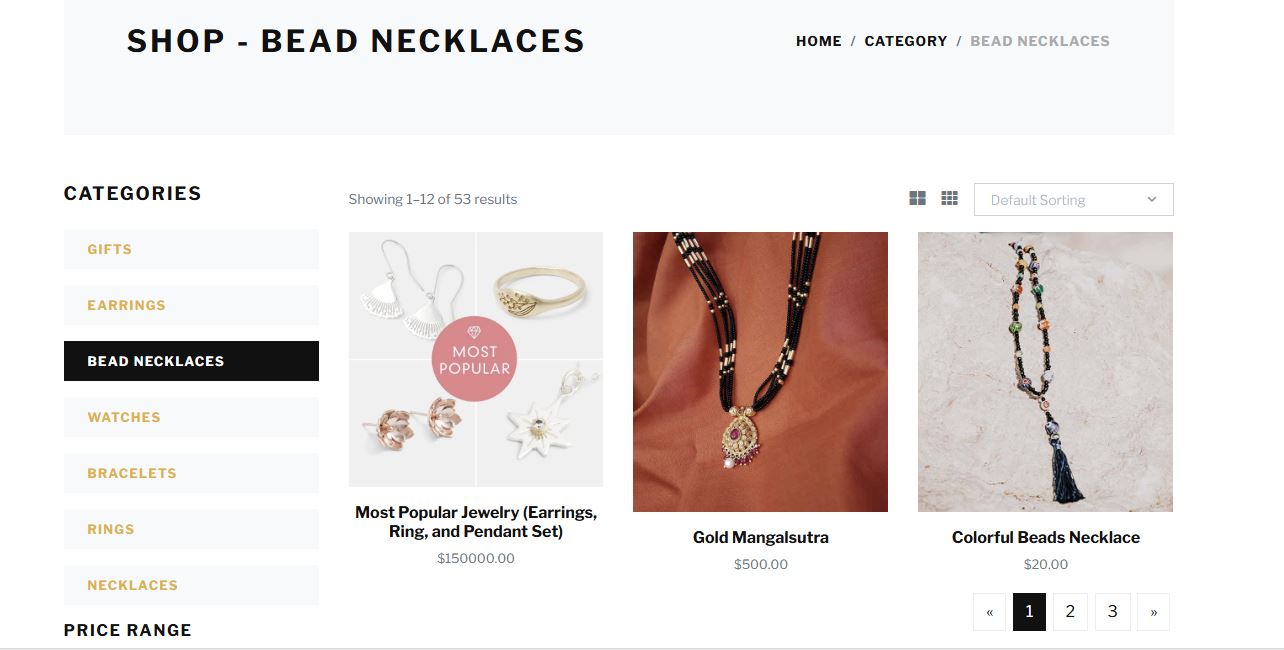 SHOP - BEAD NECKLACES
HOME / CATEGORY / BEAD NECKLACES
CATEGORIES
GIFTS
EARRINGS
BEAD NECKLACES
WATCHES
BRACELETS
RINGS
NECKLACES
PRICE RANGE
Showing 1–12 of 53 results
Default Sorting
MOST
POPULAR
Most Popular Jewelry (Earrings,
Ring, and Pendant Set)
$150000.00
Gold Mangalsutra
$500.00
Colorful Beads Necklace
$20.00
« 1 2 3 »